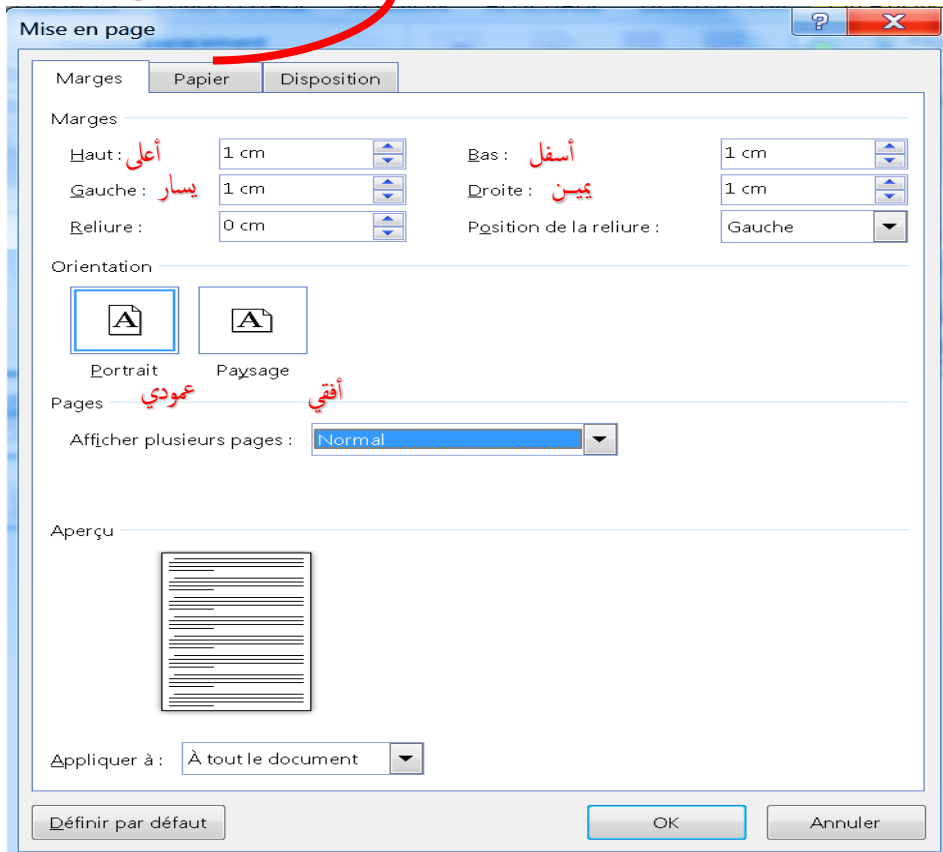 Mise en page
Marges Papier Disposition
Marges
Haut : أعلى 1 cm Bas : أسفل 1 cm
Gauche : يسار 1 cm Droite : يميـن 1 cm
Reliure : 0 cm Position de la reliure : Gauche
Orientation
A A
Portrait Paysage
عمودي أفقي
Pages
Afficher plusieurs pages : Normal
Aperçu
Appliquer à : À tout le document
Définir par défaut OK Annuler